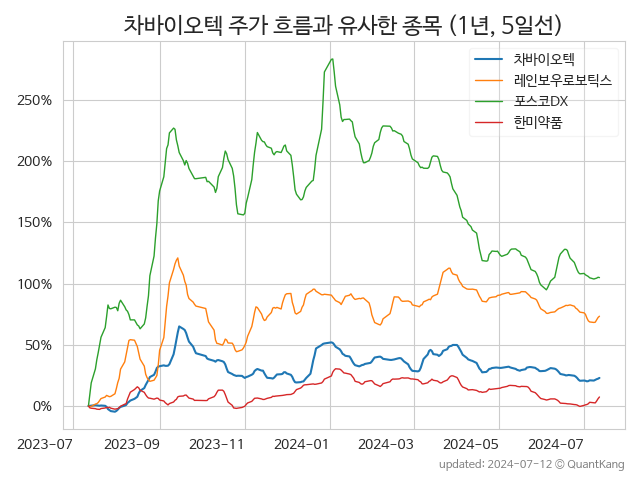 차바이오텍 주가 흐름과 유사한 종목 (1년, 5일선)
차바이오텍
레인보우로보틱스
포스코DX
한미약품
250%
200%
150%
100%
50%
0%
2023-07 2023-09 2023-11 2024-01 2024-03 2024-05 2024-07
updated: 2024-07-12 © QuantKang